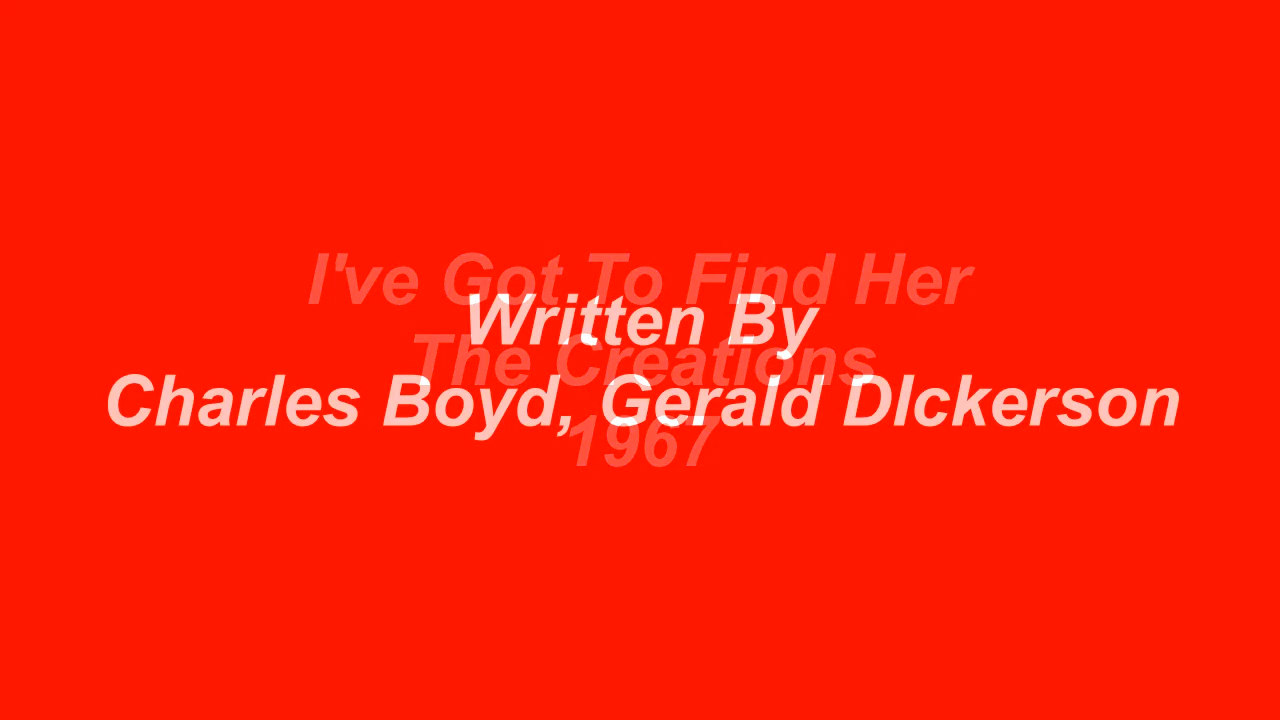 I've Got To Find Her
Written By
The Creations
Charles Boyd, Gerald DIckerson
1967